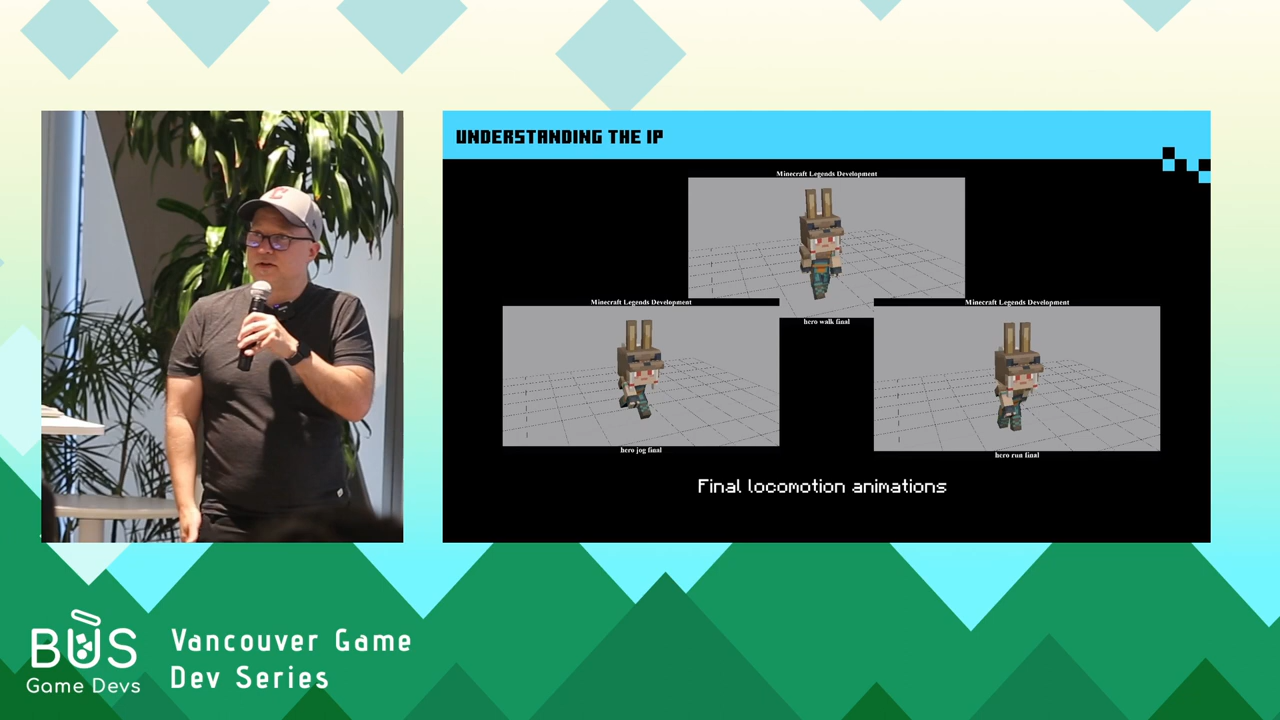 C
UNDERSTANDING THE IP
Minecraft Legends Development
hero walk final
Minecraft Legends Development
hero jog final
Minecraft Legends Development
hero run final
Final locomotion animations
BUS
Game Devs
Vancouver Game
Dev Series